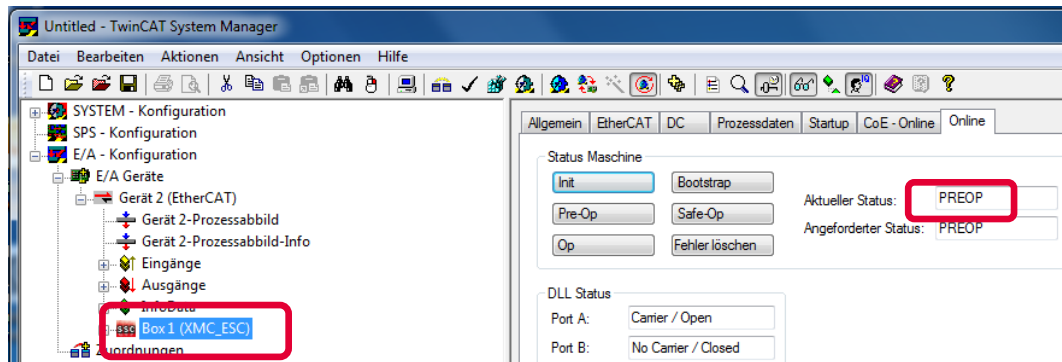 Untitled - TwinCAT System Manager
Datei Bearbeiten Aktionen Ansicht Optionen Hilfe
SYSTEM - Konfiguration
SPS - Konfiguration
E/A - Konfiguration
E/A Geräte
Gerät 2 (EtherCAT)
Gerät 2-Prozessabbild
Gerät 2-Prozessabbild-Info
Eingänge
Ausgänge
InfoData
SSC Box 1 (XMC_ESC)
Zuordnungen
Allgemein EtherCAT DC Prozessdaten Startup CoE - Online Online
Status Maschine
Init Bootstrap
Pre-Op Safe-Op
Op Fehler löschen
Aktueller Status: PREOP
Angeforderter Status: PREOP
DLL Status
Port A: Carrier / Open
Port B: No Carrier / Closed